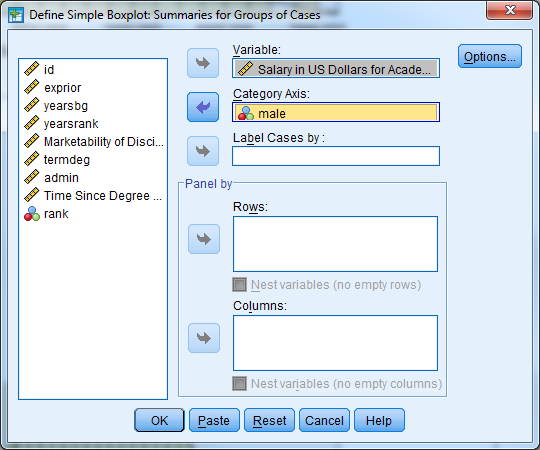 Define Simple Boxplot: Summaries for Groups of Cases
id
exprior
yearsbg
yearsrank
Marketability of Disci...
termdeg
admin
Time Since Degree ...
rank
Variable:
Salary in US Dollars for Acade...
Category Axis:
male
Label Cases by :
Panel by
Rows:
Nest variables (no empty rows)
Columns:
Nest variables (no empty columns)
Options...
OK Paste Reset Cancel Help